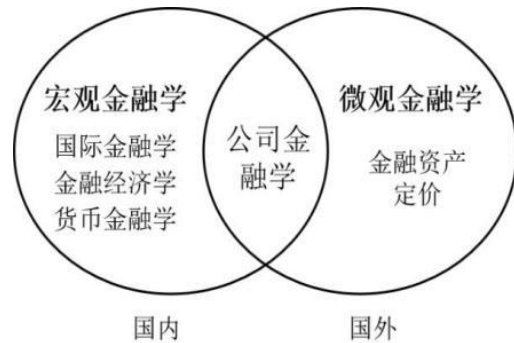 宏观金融学
国际金融学
金融经济学
货币金融学
公司金
融学
微观金融学
金融资产
定价
国内
国外